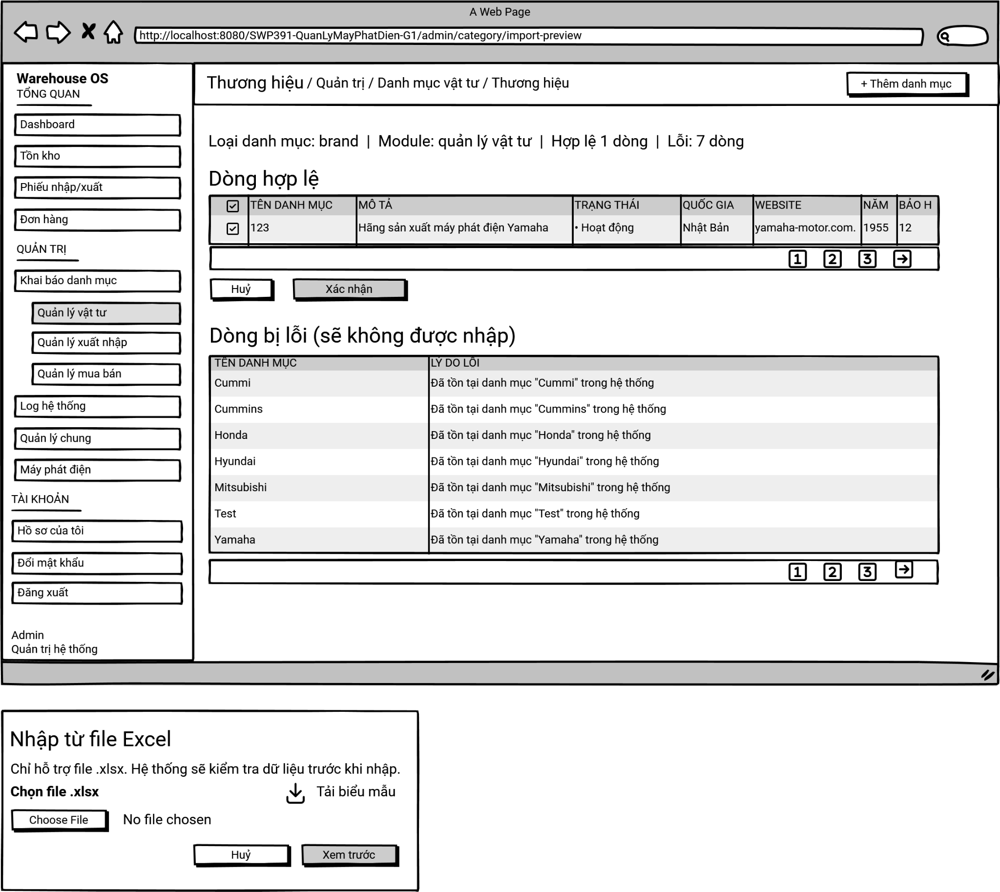 A Web Page
http://localhost:8080/SWP391-QuanLyMayPhatDien-G1/admin/category/import-preview
Warehouse OS
TỔNG QUAN
Dashboard
Tồn kho
Phiếu nhập/xuất
Đơn hàng
QUẢN TRỊ
Khai báo danh mục
Quản lý vật tư
Quản lý xuất nhập
Quản lý mua bán
Log hệ thống
Quản lý chung
Máy phát điện
TÀI KHOẢN
Hồ sơ của tôi
Đổi mật khẩu
Đăng xuất
Admin
Quản trị hệ thống
Thương hiệu / Quản trị / Danh mục vật tư / Thương hiệu
+ Thêm danh mục
Loại danh mục: brand | Module: quản lý vật tư | Hợp lệ 1 dòng | Lỗi: 7 dòng
Dòng hợp lệ
TÊN DANH MỤC MÔ TẢ TRẠNG THÁI QUỐC GIA WEBSITE NĂM BẢO H
123 Hãng sản xuất máy phát điện Yamaha • Hoạt động Nhật Bản yamaha-motor.com. 1955 12
1 2 3
Huỷ Xác nhận
Dòng bị lỗi (sẽ không được nhập)
TÊN DANH MỤC LÝ DO LỖI
Cummi Đã tồn tại danh mục "Cummi" trong hệ thống
Cummins Đã tồn tại danh mục "Cummins" trong hệ thống
Honda Đã tồn tại danh mục "Honda" trong hệ thống
Hyundai Đã tồn tại danh mục "Hyundai" trong hệ thống
Mitsubishi Đã tồn tại danh mục "Mitsubishi" trong hệ thống
Test Đã tồn tại danh mục "Test" trong hệ thống
Yamaha Đã tồn tại danh mục "Yamaha" trong hệ thống
1 2 3
Nhập từ file Excel
Chỉ hỗ trợ file .xlsx. Hệ thống sẽ kiểm tra dữ liệu trước khi nhập.
Chọn file .xlsx Tải biểu mẫu
Choose File No file chosen
Huỷ Xem trước